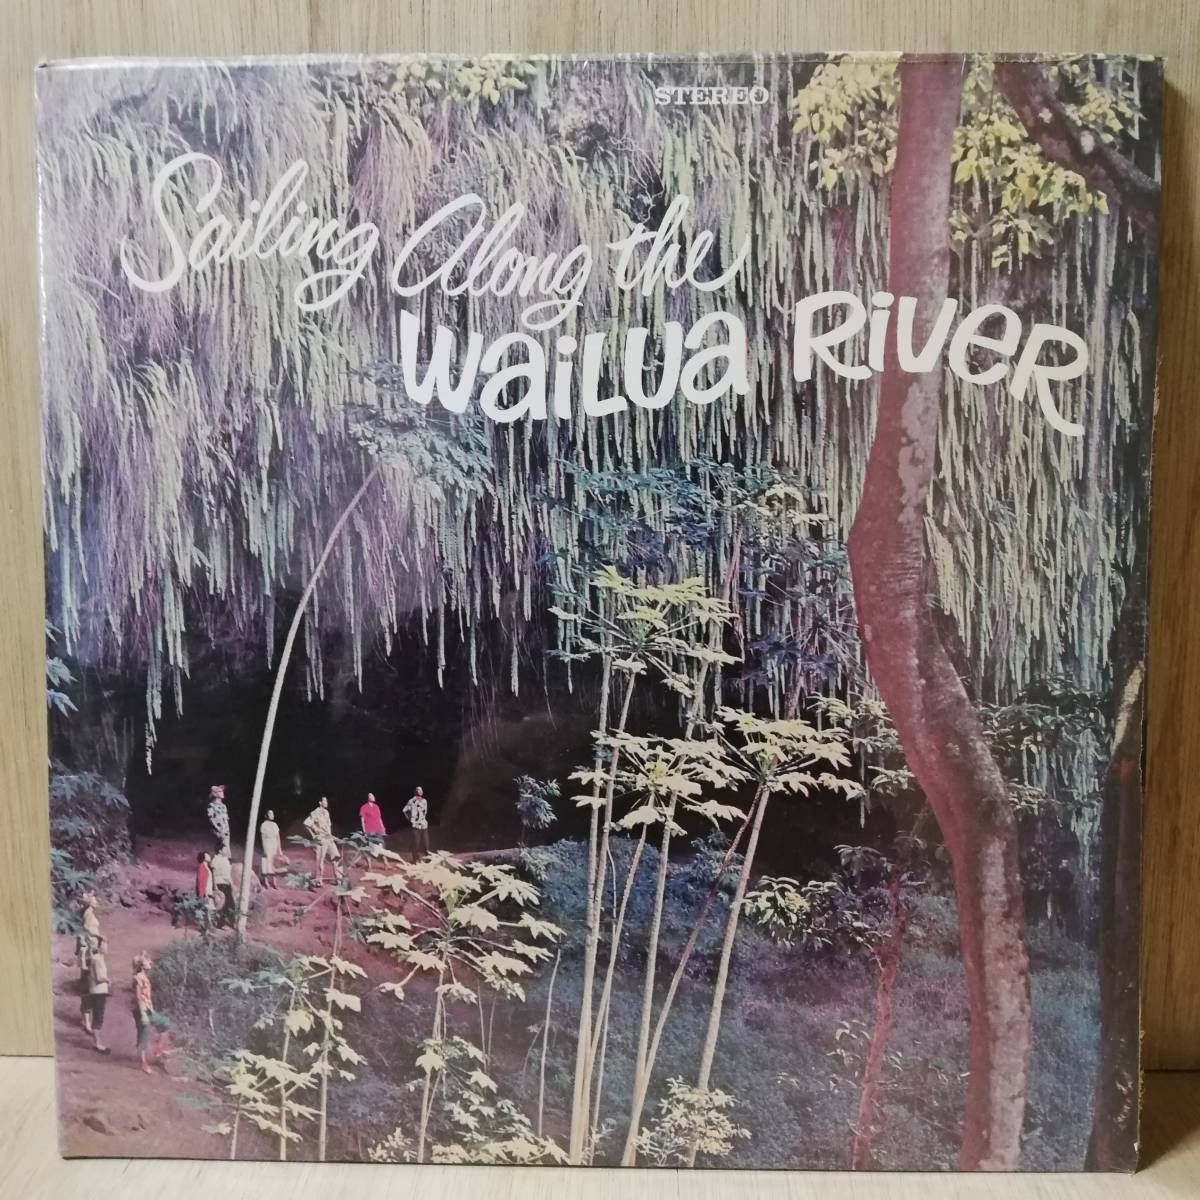 STEREO
Sailing Along the
WAiLUA RiVeR